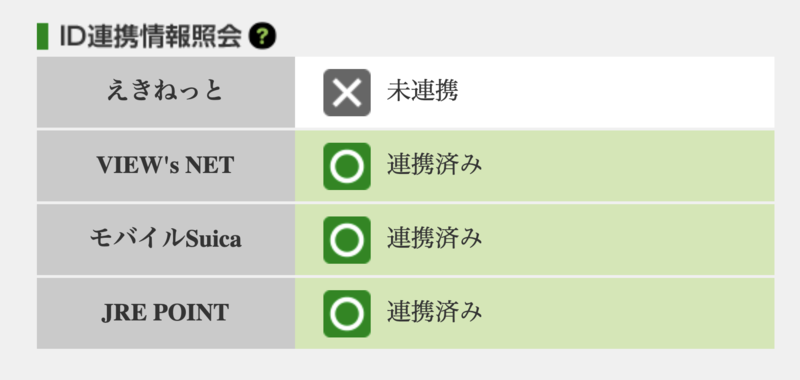 ID連携情報照会 ?
えきねっと 未連携
VIEW's NET 連携済み
モバイルSuica 連携済み
JRE POINT 連携済み